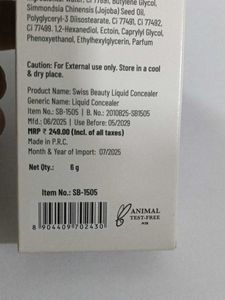 Simmondsia Chinensis (Jojoba) Seed Oil,
Polyglyceryl-3 Diisostearate, Ci 77491, Ci 77492,
Ci 77499. 1,2-Hexanediol, Ectoin, Caprylyl Glycol,
Phenoxyethanol, Ethylhexylglycerin, Parfum
Caution: For External use only. Store in a cool
& dry place.
Product Name: Swiss Beauty Liquid Concealer
Generic Name: Liquid Concealer
Item No.: SB-1505 | B. No.: 2010B25-SB1505
Mfd.: 06/2025 | Use Before: 05/2029
MRP ₹ 249.00 (Incl. of all taxes)
Made in P.R.C.
Month & Year of Import: 07/2025
Net Qty.: 6 g
Item No.: SB-1505
ANIMAL
TEST-FREE
8 904409 702430